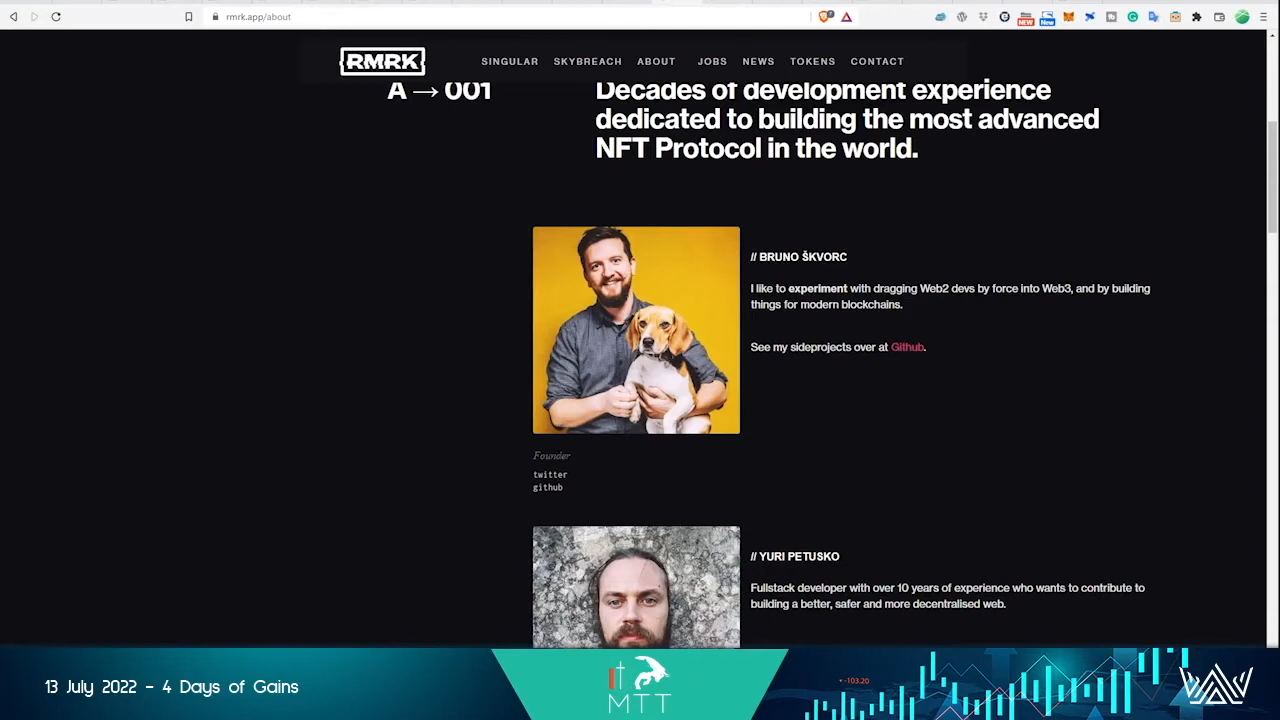 rmrk.app/about
NEW
New
RMRK
SINGULAR SKYBREACH ABOUT JOBS NEWS TOKENS CONTACT
A → 001
Decades of development experience
dedicated to building the most advanced
NFT Protocol in the world.
// BRUNO ŠKVORC
I like to experiment with dragging Web2 devs by force into Web3, and by building
things for modern blockchains.
See my sideprojects over at Github.
Founder
twitter
github
// YURI PETUSKO
Fullstack developer with over 10 years of experience who wants to contribute to
building a better, safer and more decentralised web.
13 July 2022 - 4 Days of Gains
MTT
-103.20